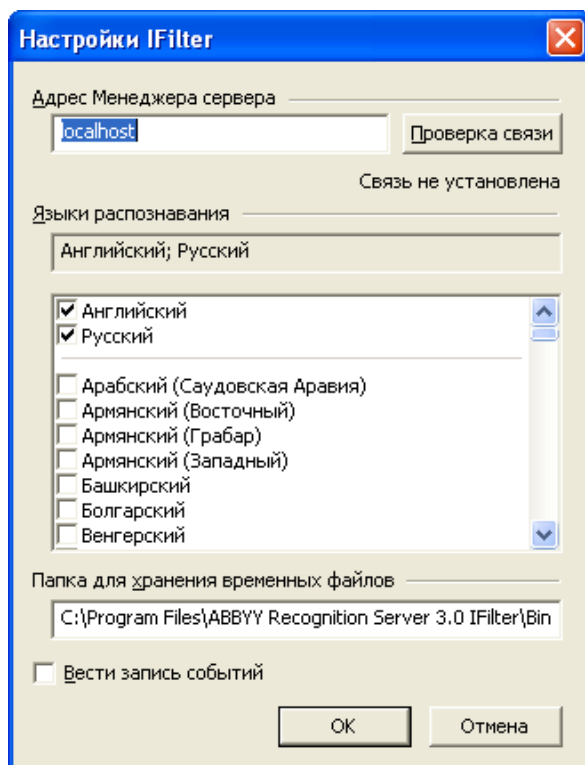 Настройки IFilter
Адрес Менеджера сервера
localhost
Проверка связи
Связь не установлена
Языки распознавания
Английский; Русский
Английский
Русский
Арабский (Саудовская Аравия)
Армянский (Восточный)
Армянский (Грабар)
Армянский (Западный)
Башкирский
Болгарский
Венгерский
Папка для хранения временных файлов
C:\Program Files\ABBYY Recognition Server 3.0 IFilter\Bin
Вести запись событий
ОК
Отмена